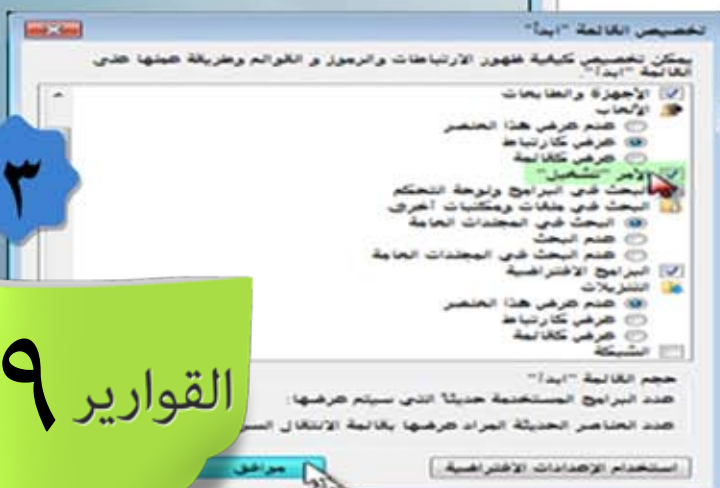 تخصيص القائمة "ابدأ"
يمكن تخصيص كيفية ظهور الارتباطات والرموز و القوائم وطريقة عملها على
القائمة "ابدأ".
الأجهزة والطابعات
الألعاب
عدم عرض هذا العنصر
عرض كارتباط
عرض كقائمة
الأمر "تشغيل"
البحث في البرامج ولوحة التحكم
البحث في ملفات ومكتبات أخرى
البحث في المجلدات العامة
عدم البحث
عدم البحث في المجلدات العامة
البرامج الافتراضية
التنزيلات
عدم عرض هذا العنصر
عرض كارتباط
عرض كقائمة
الشبكة
حجم القائمة "ابدأ"
عدد البرامج المستخدمة حديثًا التي سيتم عرضها:
عدد العناصر الحديثة المراد عرضها بقائمة الانتقال
استخدام الإعدادات الافتراضية
موافق
٣
القوارير ٩